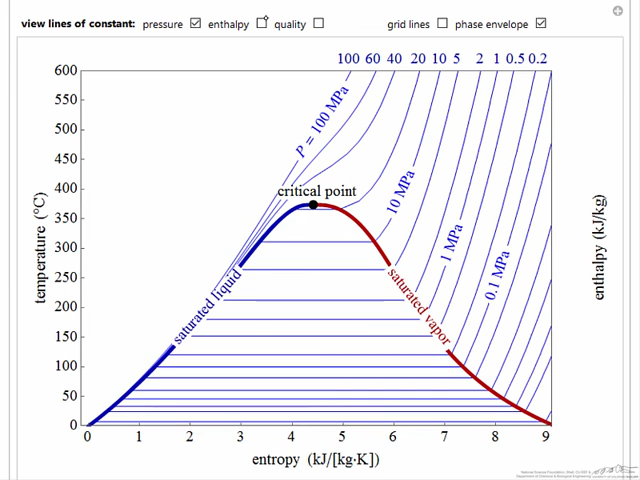 view lines of constant: pressure enthalpy quality grid lines phase envelope
100 60 40 20 10 5 2 1 0.5 0.2
600
550
500
450
400
350
300
250
200
150
100
50
0
temperature (°C)
P = 100 MPa
critical point
10 MPa
1 MPa
0.1 MPa
saturated liquid
saturated vapor
enthalpy (kJ/kg)
0 1 2 3 4 5 6 7 8 9
entropy (kJ/[kg·K])